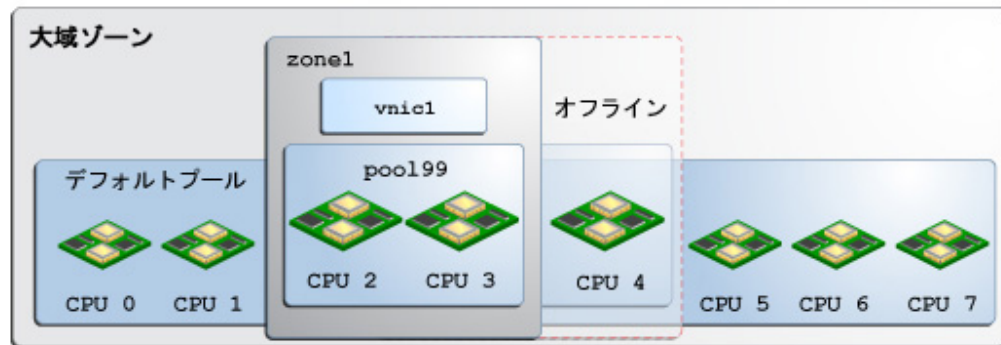 大域ゾーン
zone1
vnic1
オフライン
デフォルトプール
pool99
CPU 0
CPU 1
CPU 2
CPU 3
CPU 4
CPU 5
CPU 6
CPU 7